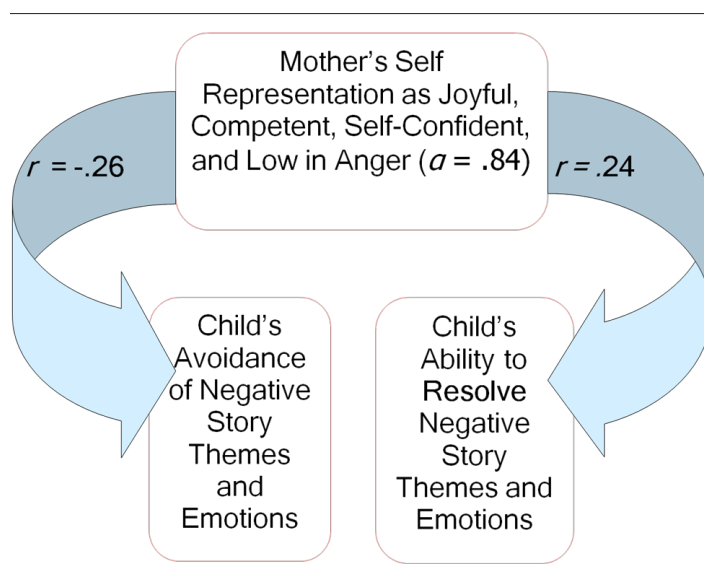 Mother's Self
Representation as Joyful,
Competent, Self-Confident,
and Low in Anger (a = .84)
r = -.26
r = .24
Child's
Avoidance
of Negative
Story
Themes
and
Emotions
Child's
Ability to
Resolve
Negative
Story
Themes and
Emotions